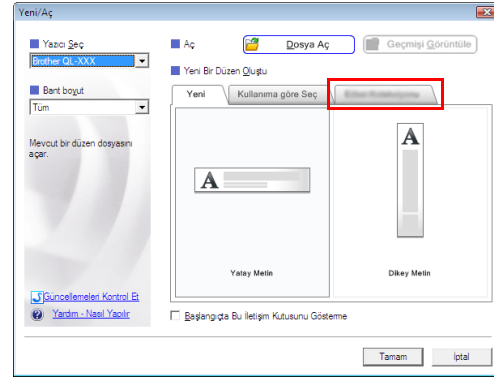 Yeni/Aç
Yazıcı Seç
Brother QL-XXX
Bant boyut
Tüm
Mevcut bir düzen dosyasını
açar.
Güncellemeleri Kontrol Et
Yardım - Nasıl Yapılır
Aç
Dosya Aç
Geçmişi Görüntüle
Yeni Bir Düzen Oluştu
Yeni
Kullanıma göre Seç
A
A
Yatay Metin
Dikey Metin
Başlangıçta Bu İletişim Kutusunu Gösterme
Tamam
İptal